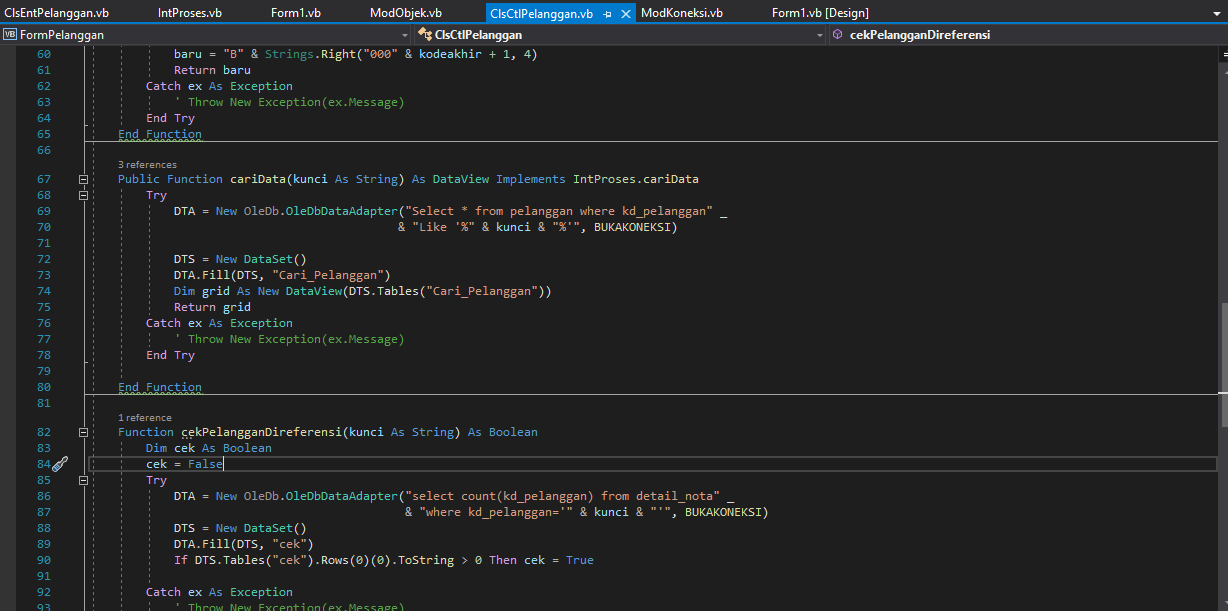 ClsEntPelanggan.vb IntProses.vb Form1.vb ModObjek.vb ClsCtlPelanggan.vb ModKoneksi.vb Form1.vb [Design]
VB FormPelanggan ClsCtlPelanggan cekPelangganDireferensi
60 baru = "B" & Strings.Right("000" & kodeakhir + 1, 4)
61 Return baru
62 Catch ex As Exception
63 ' Throw New Exception(ex.Message)
64 End Try
65 End Function
66
3 references
67 Public Function cariData(kunci As String) As DataView Implements IntProses.cariData
68 Try
69 DTA = New OleDb.OleDbDataAdapter("Select * from pelanggan where kd_pelanggan" _
70 & "Like '%" & kunci & "%'", BUKAKONEKSI)
71
72 DTS = New DataSet()
73 DTA.Fill(DTS, "Cari_Pelanggan")
74 Dim grid As New DataView(DTS.Tables("Cari_Pelanggan"))
75 Return grid
76 Catch ex As Exception
77 ' Throw New Exception(ex.Message)
78 End Try
79
80 End Function
81
1 reference
82 Function cekPelangganDireferensi(kunci As String) As Boolean
83 Dim cek As Boolean
84 cek = False
85 Try
86 DTA = New OleDb.OleDbDataAdapter("select count(kd_pelanggan) from detail_nota" _
87 & "where kd_pelanggan='" & kunci & "'", BUKAKONEKSI)
88 DTS = New DataSet()
89 DTA.Fill(DTS, "cek")
90 If DTS.Tables("cek").Rows(0)(0).ToString > 0 Then cek = True
91
92 Catch ex As Exception
93 ' Throw New Exception(ex.Message)